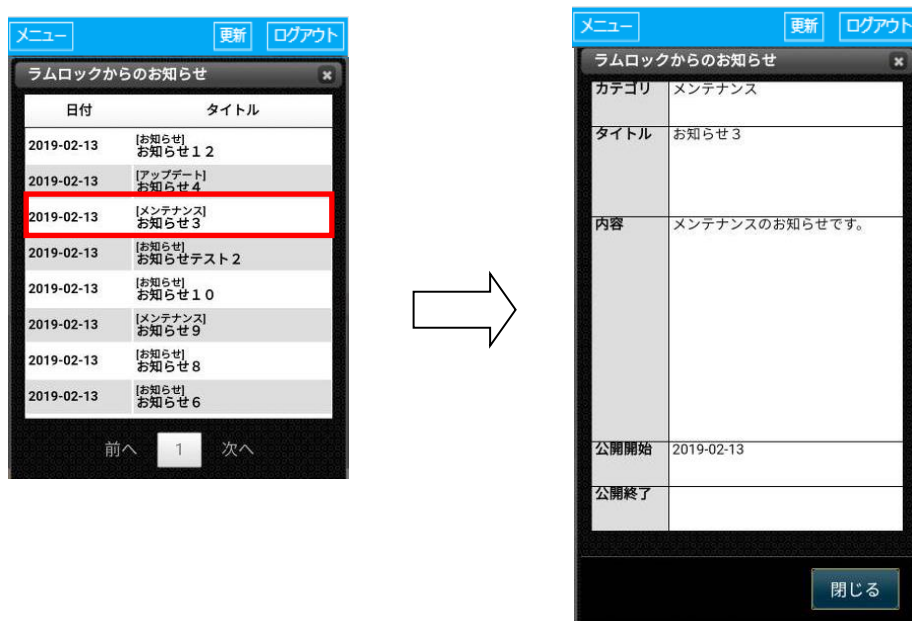 メニュー 更新 ログアウト
ラムロックからのお知らせ
日付 タイトル
2019-02-13 [お知らせ]
お知らせ１２
2019-02-13 [アップデート]
お知らせ４
2019-02-13 [メンテナンス]
お知らせ３
2019-02-13 [お知らせ]
お知らせテスト２
2019-02-13 [お知らせ]
お知らせ１０
2019-02-13 [メンテナンス]
お知らせ９
2019-02-13 [お知らせ]
お知らせ８
2019-02-13 [お知らせ]
お知らせ６
前へ 1 次へ
メニュー 更新 ログアウト
ラムロックからのお知らせ
カテゴリ メンテナンス
タイトル お知らせ３
内容 メンテナンスのお知らせです。
公開開始 2019-02-13
公開終了
閉じる